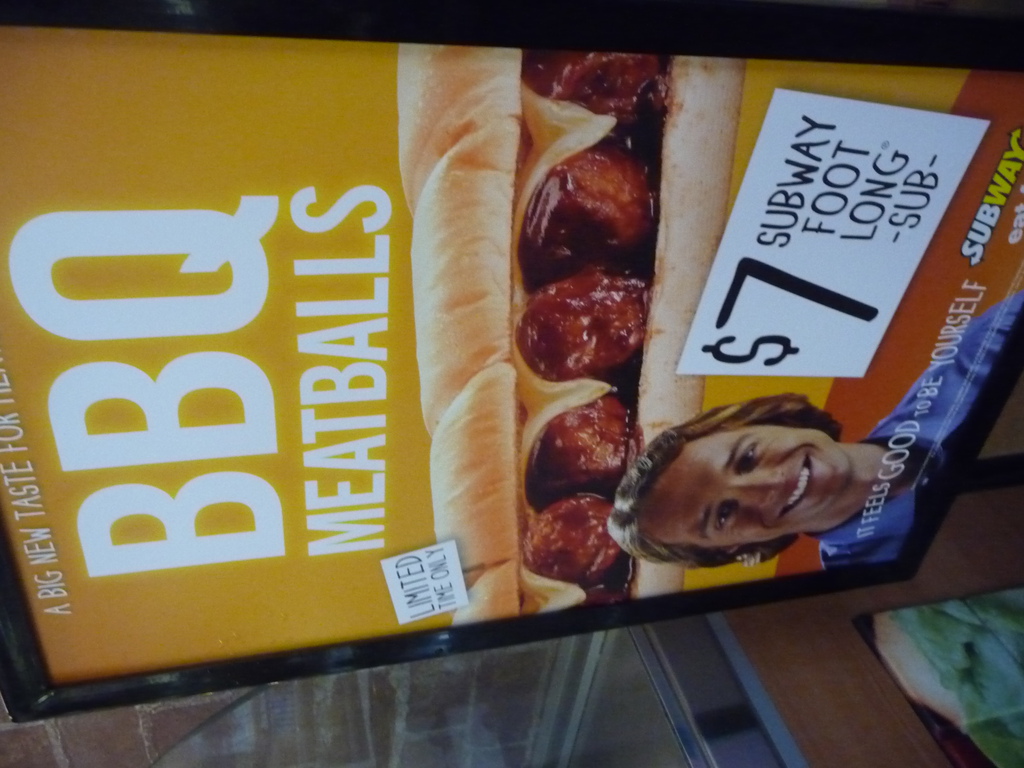 A BIG NEW TASTE FOR
BBQ
MEATBALLS
LIMITED
TIME ONLY
$7
SUBWAY
FOOT
LONG®
-SUB-
IT FEELS GOOD TO BE YOURSELF
SUBWAY
eat